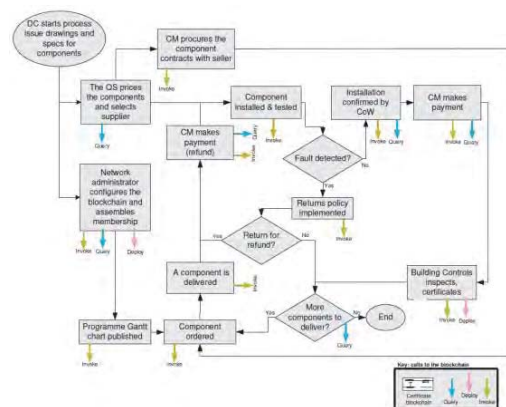 DC starts process
issue drawings and
specs for
components
CM procures the
component
contracts with seller
Invoke
The QS prices
the components
and selects
supplier
Query
Component
installed & tested
Invoke
Installation
confirmed by
CoW
Invoke
Query
CM makes
payment
Invoke
Query
CM makes
payment
(refund)
Query
Invoke
Fault detected?
No
Yes
Network
administrator
configures the
blockchain and
assembles
membership
Invoke
Query
Deploy
Returns policy
implemented
Invoke
Return for
refund?
Yes
No
A component is
delivered
Invoke
Building Controls
inspects,
certificates
Invoke
Deploy
More
components to
deliver?
Yes
No
Query
End
Programme Gantt
chart published
Invoke
Component
ordered
Invoke
Key: calls to the blockchain
Certificate
blockchain
Query
Deploy
Invoke